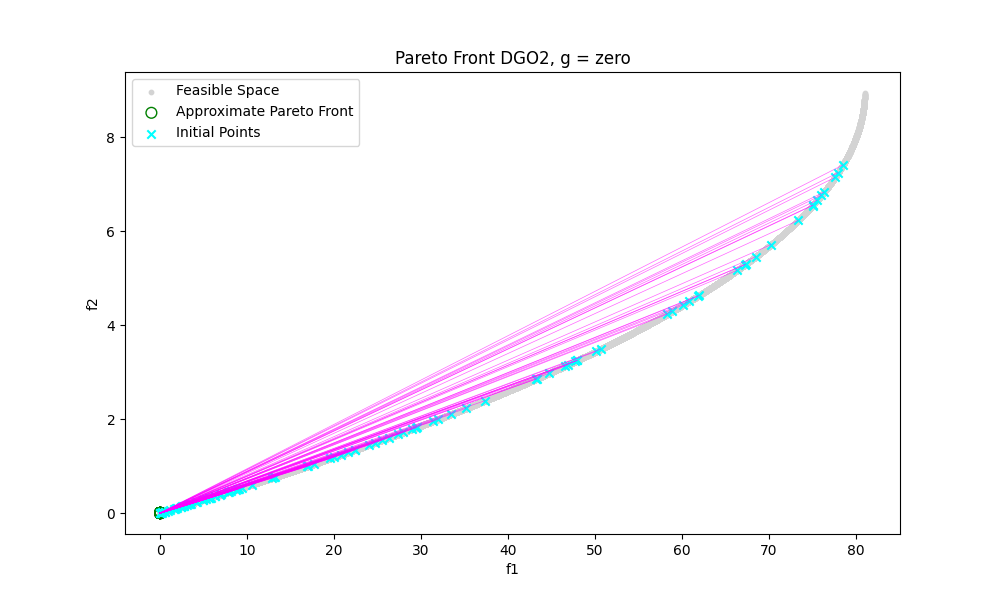 Pareto Front DGO2, g = zero
Feasible Space
Approximate Pareto Front
Initial Points
f2
8
6
4
2
0
0 10 20 30 40 50 60 70 80
f1